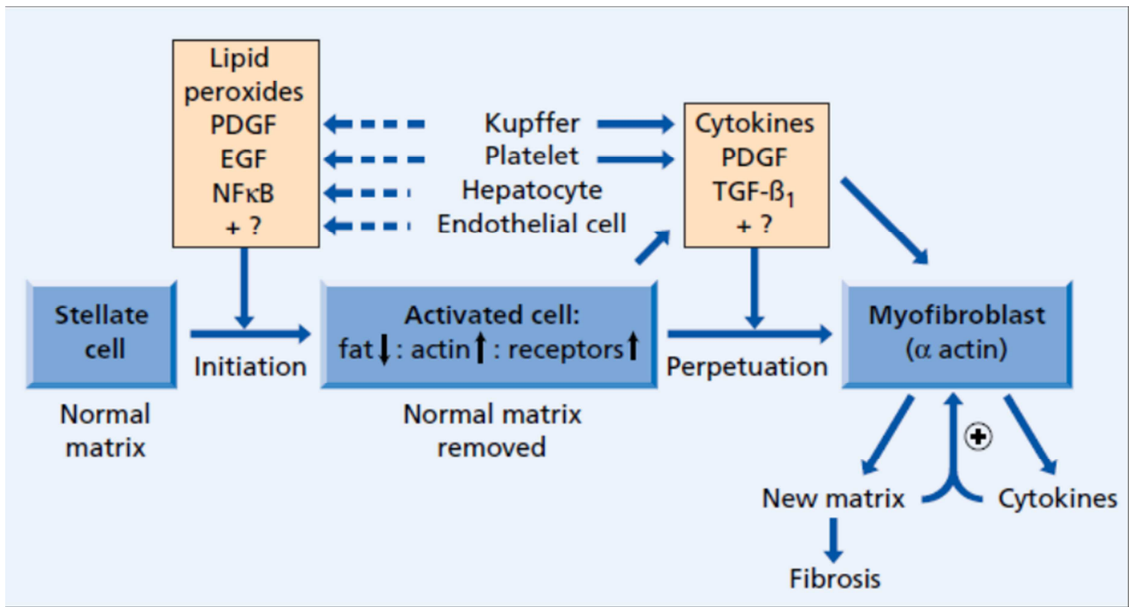 Lipid
peroxides
PDGF
EGF
NFκB
+ ?
Kupffer
Platelet
Hepatocyte
Endothelial cell
Cytokines
PDGF
TGF-ß1
+ ?
Stellate
cell
Initiation
Activated cell:
fat : actin : receptors
Perpetuation
Myofibroblast
(α actin)
Normal
matrix
Normal matrix
removed
New matrix
Cytokines
Fibrosis